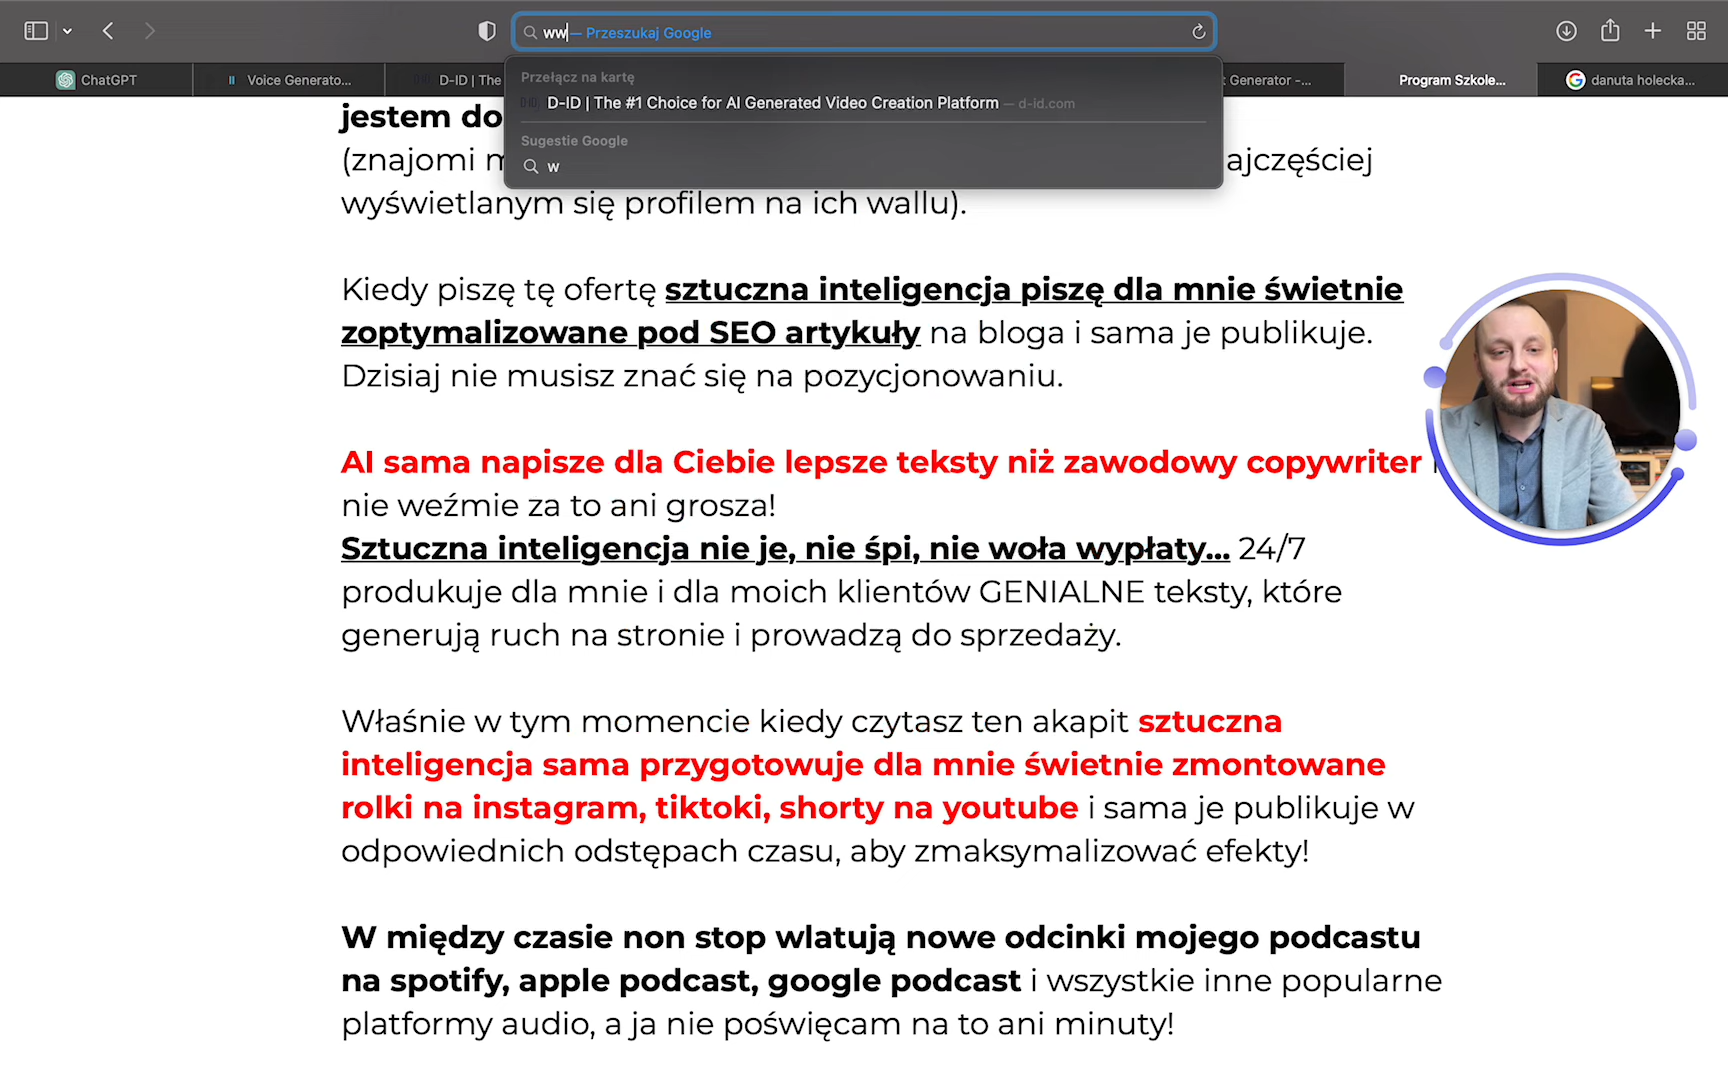 ww — Przeszukaj Google
ChatGPT
Voice Generato...
D-ID | The
t Generator -...
Program Szkole...
danuta holecka...
Przełącz na kartę
D-ID | The #1 Choice for AI Generated Video Creation Platform — d-id.com
Sugestie Google
w
jestem do
(znajomi m
ajczęściej
wyświetlanym się profilem na ich wallu).
Kiedy piszę tę ofertę sztuczna inteligencja piszę dla mnie świetnie
zoptymalizowane pod SEO artykuły na bloga i sama je publikuje.
Dzisiaj nie musisz znać się na pozycjonowaniu.
AI sama napisze dla Ciebie lepsze teksty niż zawodowy copywriter
nie weźmie za to ani grosza!
Sztuczna inteligencja nie je, nie śpi, nie woła wypłaty... 24/7
produkuje dla mnie i dla moich klientów GENIALNE teksty, które
generują ruch na stronie i prowadzą do sprzedaży.
Właśnie w tym momencie kiedy czytasz ten akapit sztuczna
inteligencja sama przygotowuje dla mnie świetnie zmontowane
rolki na instagram, tiktoki, shorty na youtube i sama je publikuje w
odpowiednich odstępach czasu, aby zmaksymalizować efekty!
W między czasie non stop wlatują nowe odcinki mojego podcastu
na spotify, apple podcast, google podcast i wszystkie inne popularne
platformy audio, a ja nie poświęcam na to ani minuty!